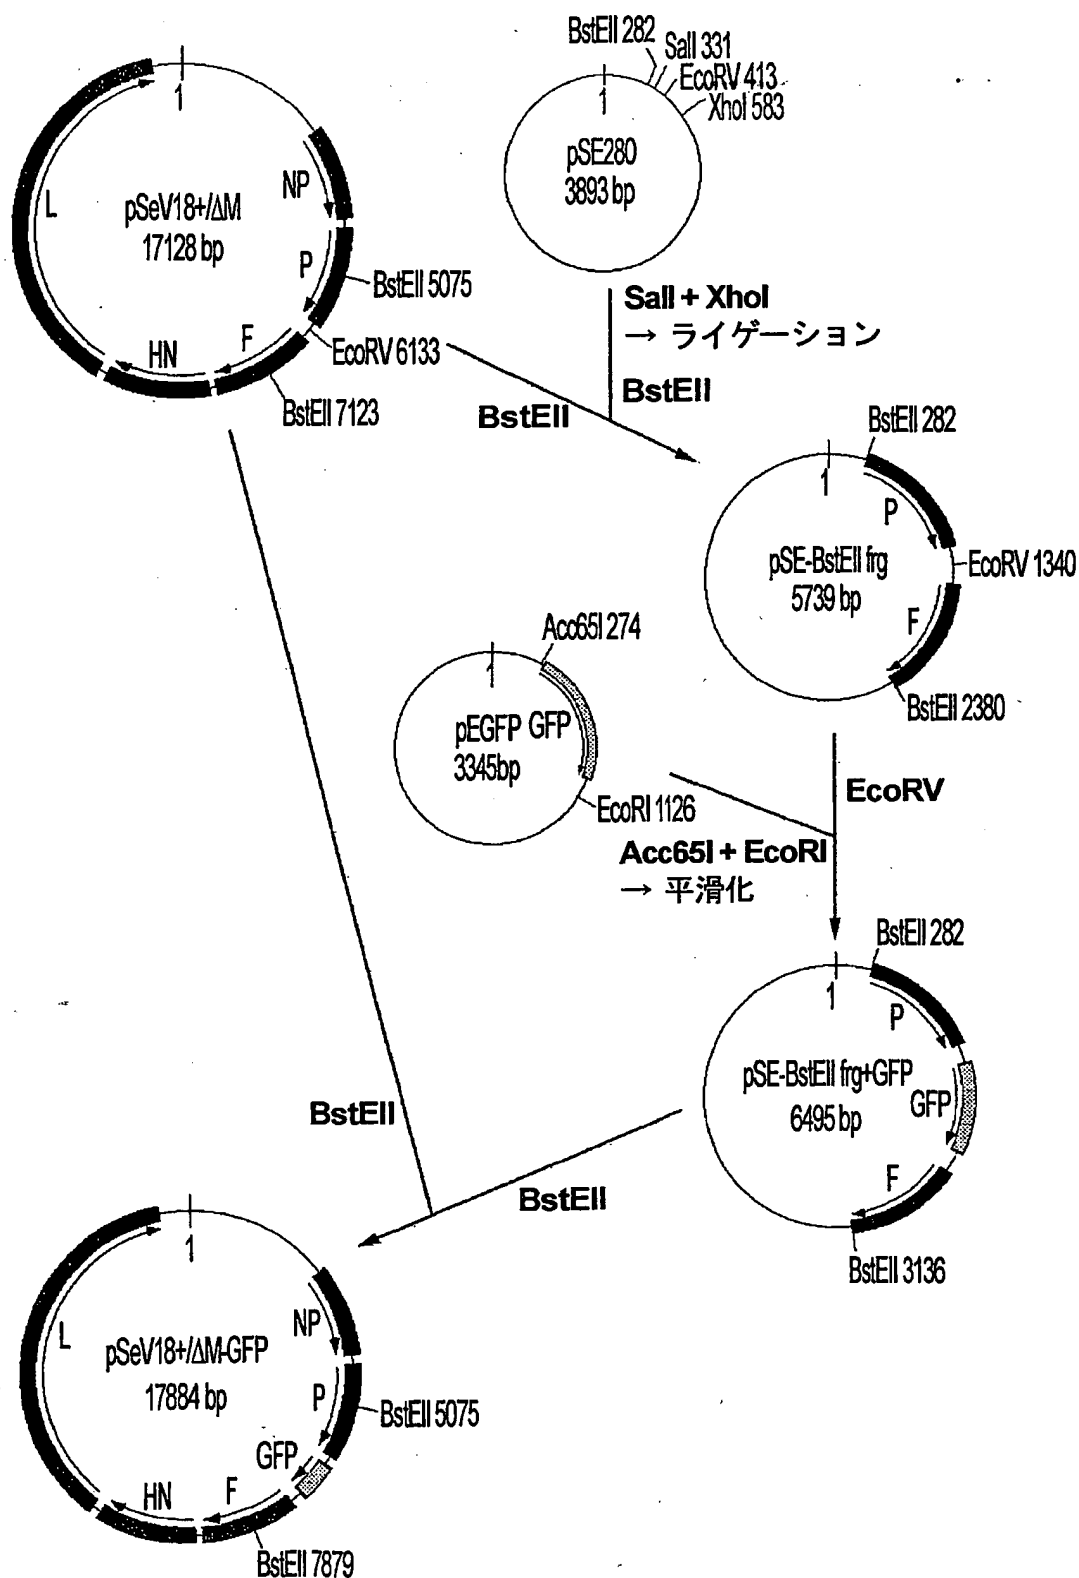 BstEII 282
SalI 331
EcoRV 413
XhoI 583
1
pSE280
3893 bp
1
L
NP
pSeV18+/ΔM
17128 bp
P
BstEII 5075
F
HN
EcoRV 6133
BstEII 7123
SalI + XhoI
→ ライゲーション
BstEII
BstEII
BstEII 282
1
P
pSE-BstEII frg
5739 bp
EcoRV 1340
F
BstEII 2380
Acc65I 274
1
pEGFP
GFP
3345bp
EcoRI 1126
EcoRV
Acc65I + EcoRI
→ 平滑化
BstEII 282
1
P
pSE-BstEII frg+GFP
6495 bp
GFP
F
BstEII 3136
BstEII
BstEII
1
L
NP
pSeV18+/ΔM-GFP
17884 bp
P
BstEII 5075
GFP
F
HN
BstEII 7879